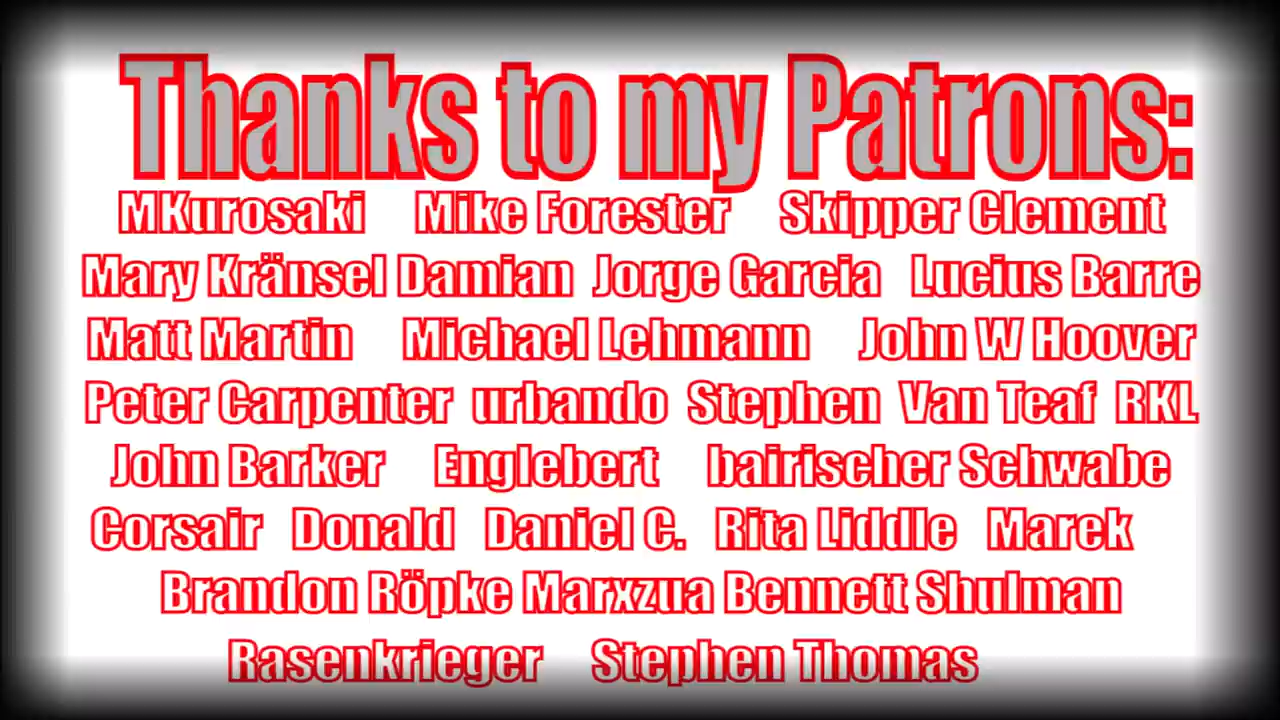 Thanks to my Patrons:
MKurosaki Mike Forester Skipper Clement
Mary Kränsel Damian Jorge Garcia Lucius Barre
Matt Martin Michael Lehmann John W Hoover
Peter Carpenter urbando Stephen Van Teaf RKL
John Barker Englebert bairischer Schwabe
Corsair Donald Daniel C. Rita Liddle Marek
Brandon Röpke Marxzua Bennett Shulman
Rasenkrieger Stephen Thomas